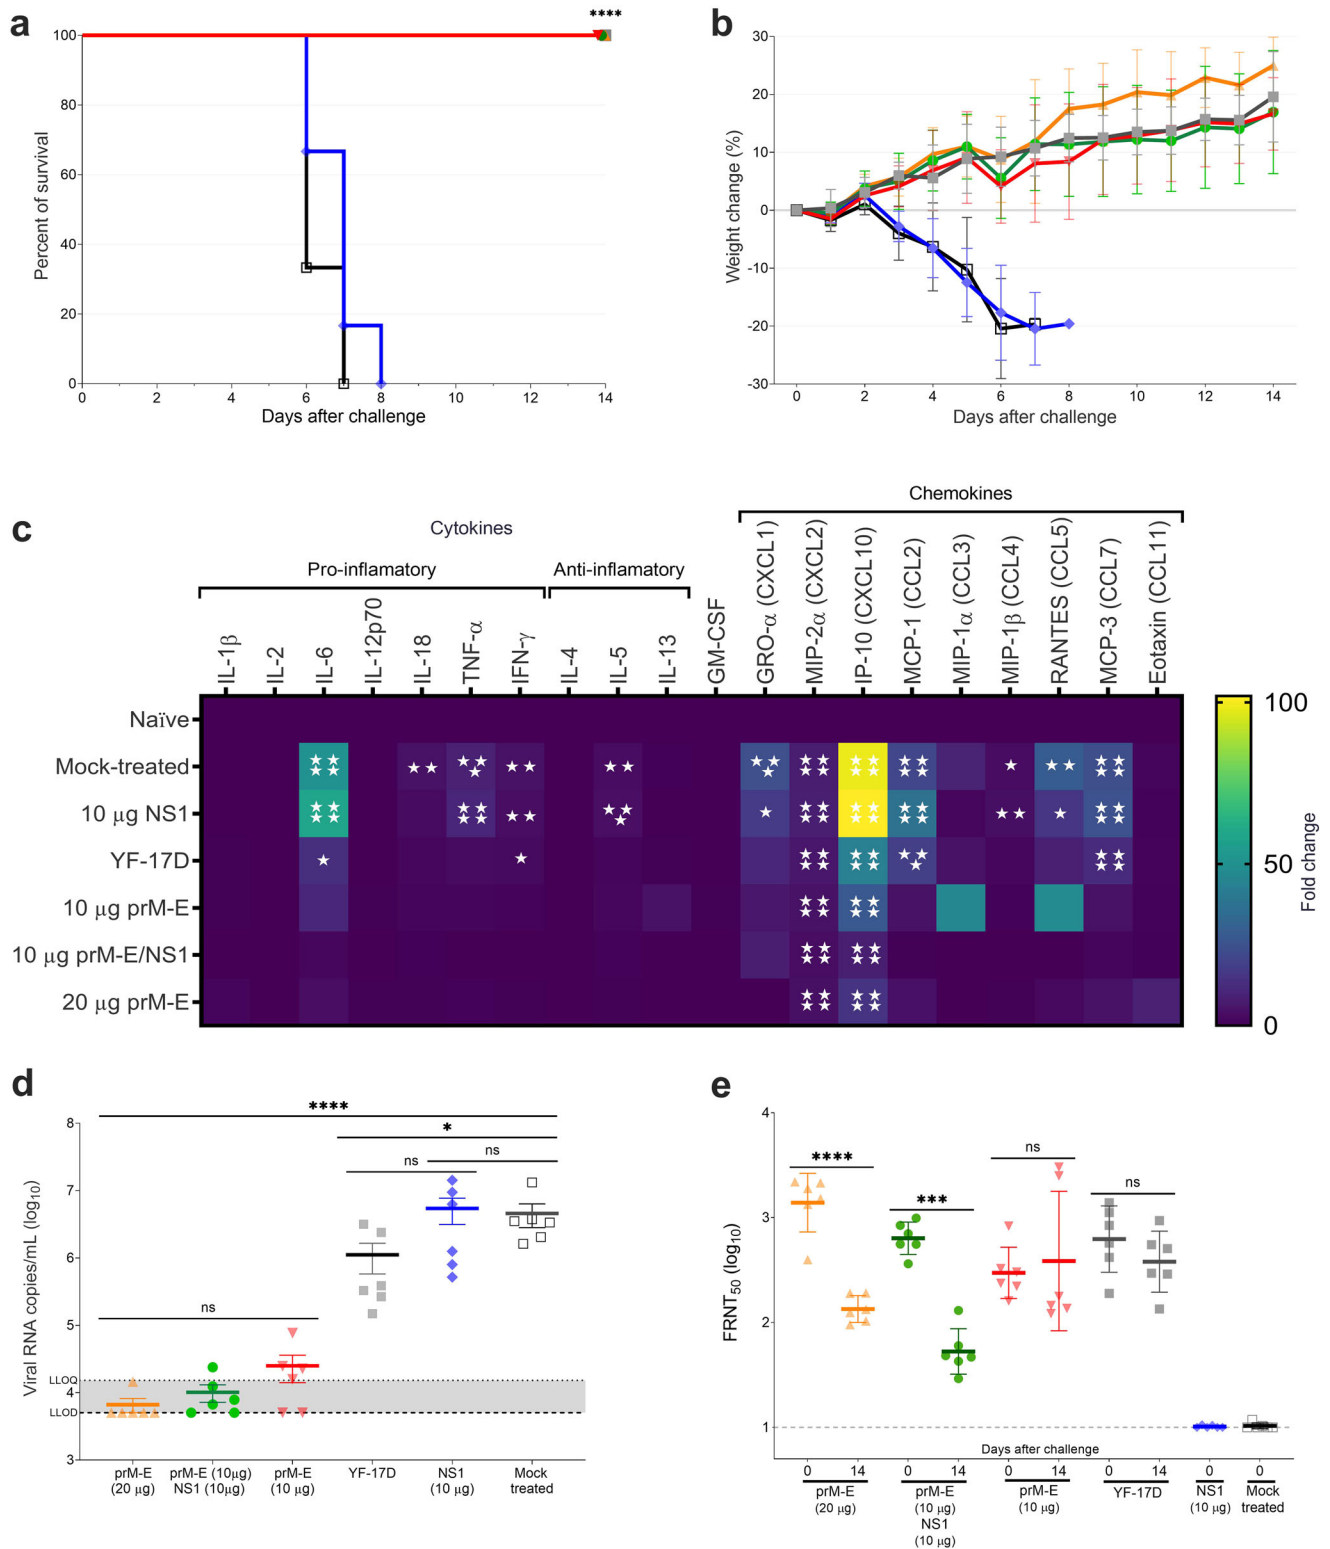 a
****
100
80
60
40
20
0
Percent of survival
0 2 4 6 8 10 12 14
Days after challenge
b
30
20
10
0
-10
-20
-30
Weight change (%)
0 2 4 6 8 10 12 14
Days after challenge
c
Cytokines
Chemokines
Pro-inflamatory
Anti-inflamatory
IL-1β
IL-2
IL-6
IL-12p70
IL-18
TNF-α
IFN-γ
IL-4
IL-5
IL-13
GM-CSF
GRO-α (CXCL1)
MIP-2α (CXCL2)
IP-10 (CXCL10)
MCP-1 (CCL2)
MIP-1α (CCL3)
MIP-1β (CCL4)
RANTES (CCL5)
MCP-3 (CCL7)
Eotaxin (CCL11)
Naïve
Mock-treated
10 μg NS1
YF-17D
10 μg prM-E
10 μg prM-E/NS1
20 μg prM-E
100
50
0
Fold change
d
****
*
ns
ns
ns
8
7
6
5
LLOQ
4
LLOD
3
Viral RNA copies/mL (log10)
prM-E
(20 μg)
prM-E (10μg)
NS1 (10μg)
prM-E
(10 μg)
YF-17D
NS1
(10 μg)
Mock
treated
e
****
***
ns
ns
4
3
2
1
FRNT50 (log10)
Days after challenge
0 14 0 14 0 14 0 14 0 0
prM-E
(20 μg)
prM-E
(10 μg)
NS1
(10 μg)
prM-E
(10 μg)
YF-17D
NS1
(10 μg)
Mock
treated